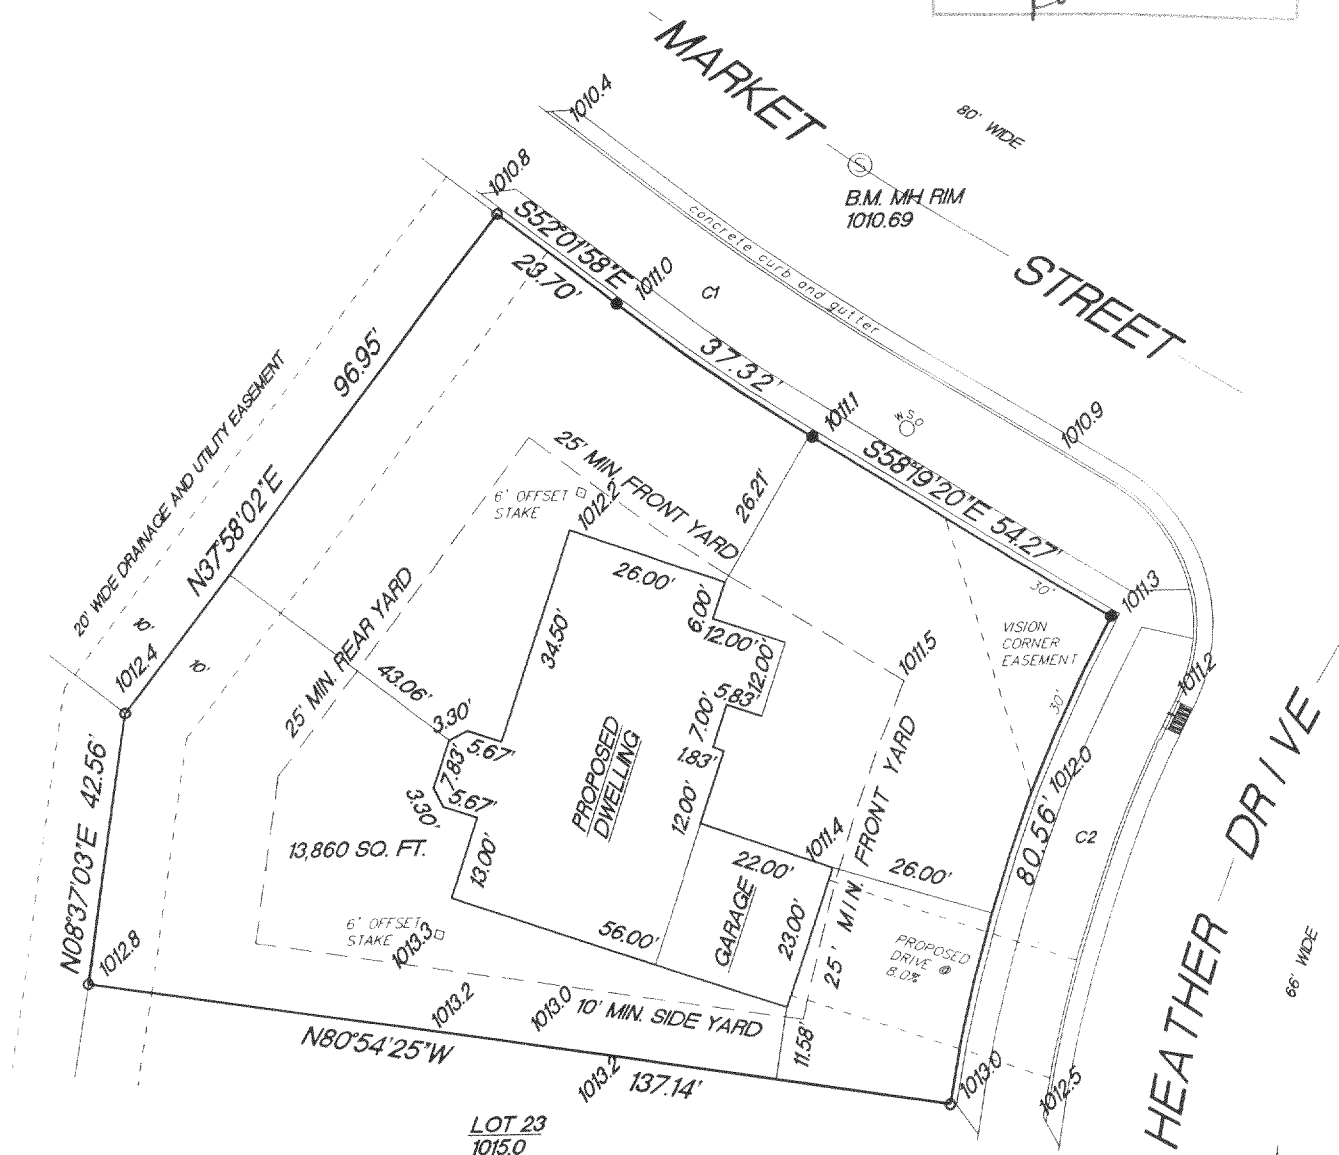 MARKET STREET
80' WIDE
1010.4
B.M. MH RIM
1010.69
concrete curb and gutter
1010.8
S52°01'58"E
23.70'
1011.0
C1
37.32'
1011.1
W.S.O
1010.9
S58°19'20"E 54.27'
1011.3
1011.2
96.95'
N37°58'02"E
20' WIDE DRAINAGE AND UTILITY EASEMENT
10'
10'
1012.4
25' MIN. FRONT YARD
6' OFFSET
STAKE
1012.2
26.21'
26.00'
6.00'
12.00'
12.00'
5.83'
7.00'
1.83'
12.00'
34.50'
25' MIN. REAR YARD
43.06'
3.30'
5.67'
7.83'
3.30'
5.67'
13.00'
PROPOSED
DWELLING
30'
VISION
CORNER
EASEMENT
30'
1011.5
25' MIN. FRONT YARD
1012.0
80.56'
C2
13,860 SQ. FT.
1011.4
22.00'
26.00'
GARAGE
23.00'
56.00'
PROPOSED
DRIVE @
8.0%
6' OFFSET
STAKE
1013.3
N08°37'03"E 42.56'
1012.8
1013.2
1013.0
10' MIN. SIDE YARD
N80°54'25"W
137.14'
1013.2
11.58'
1013.0
1012.5
HEATHER DRIVE
66' WIDE
LOT 23
1015.0